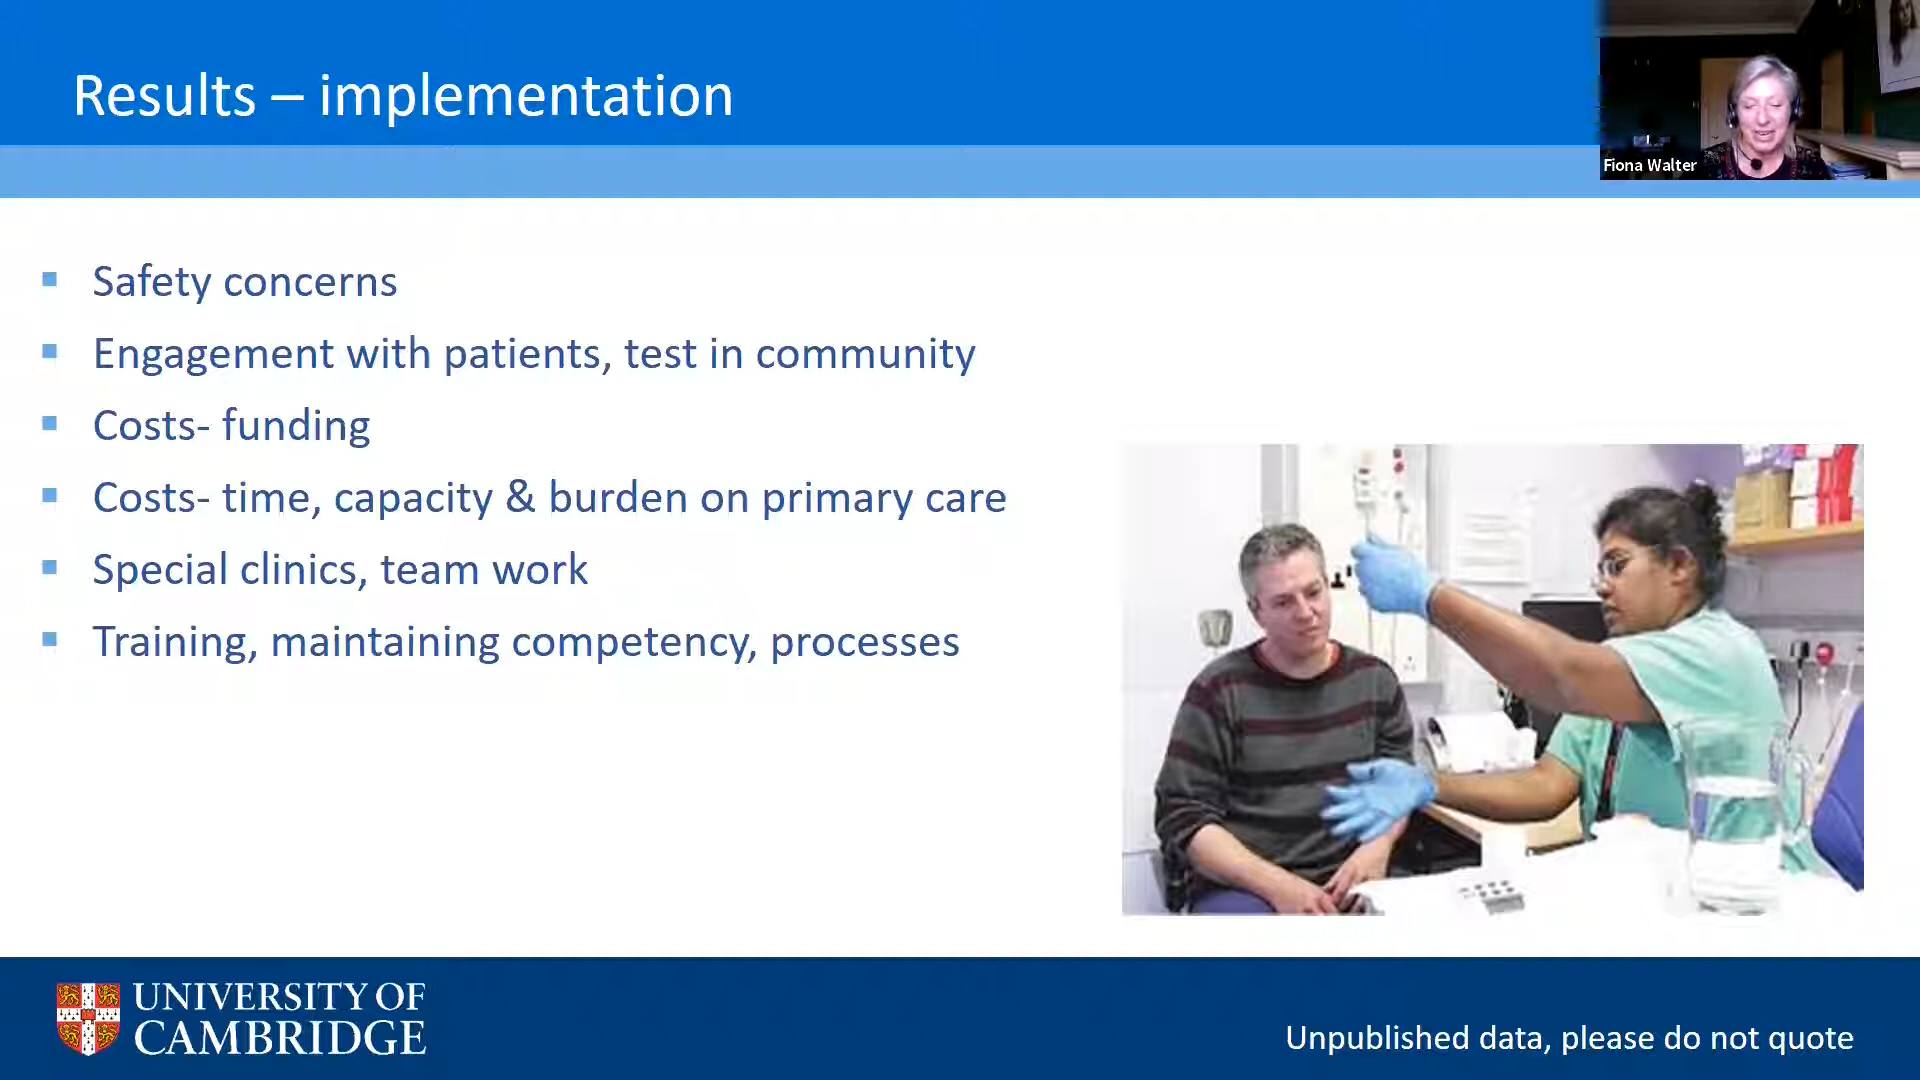 Results – implementation
Fiona Walter
Safety concerns
Engagement with patients, test in community
Costs- funding
Costs- time, capacity & burden on primary care
Special clinics, team work
Training, maintaining competency, processes
UNIVERSITY OF
CAMBRIDGE
Unpublished data, please do not quote